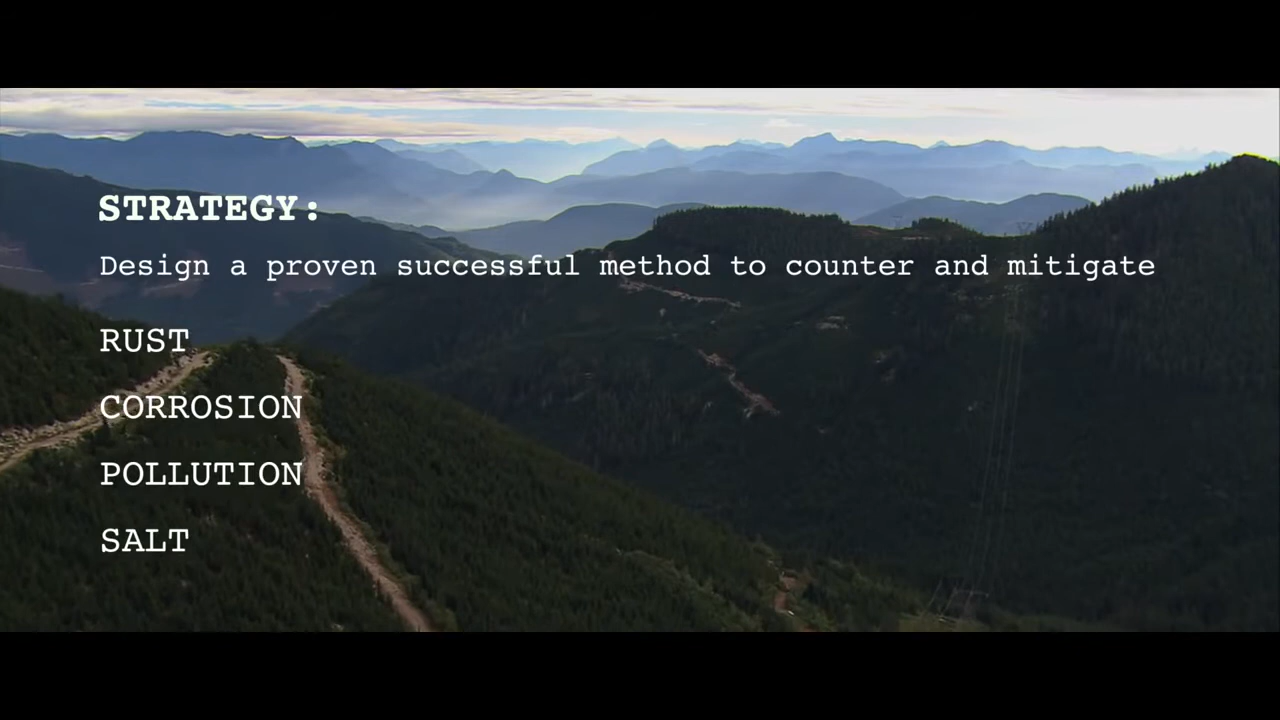 STRATEGY:
Design a proven successful method to counter and mitigate
RUST
CORROSION
POLLUTION
SALT